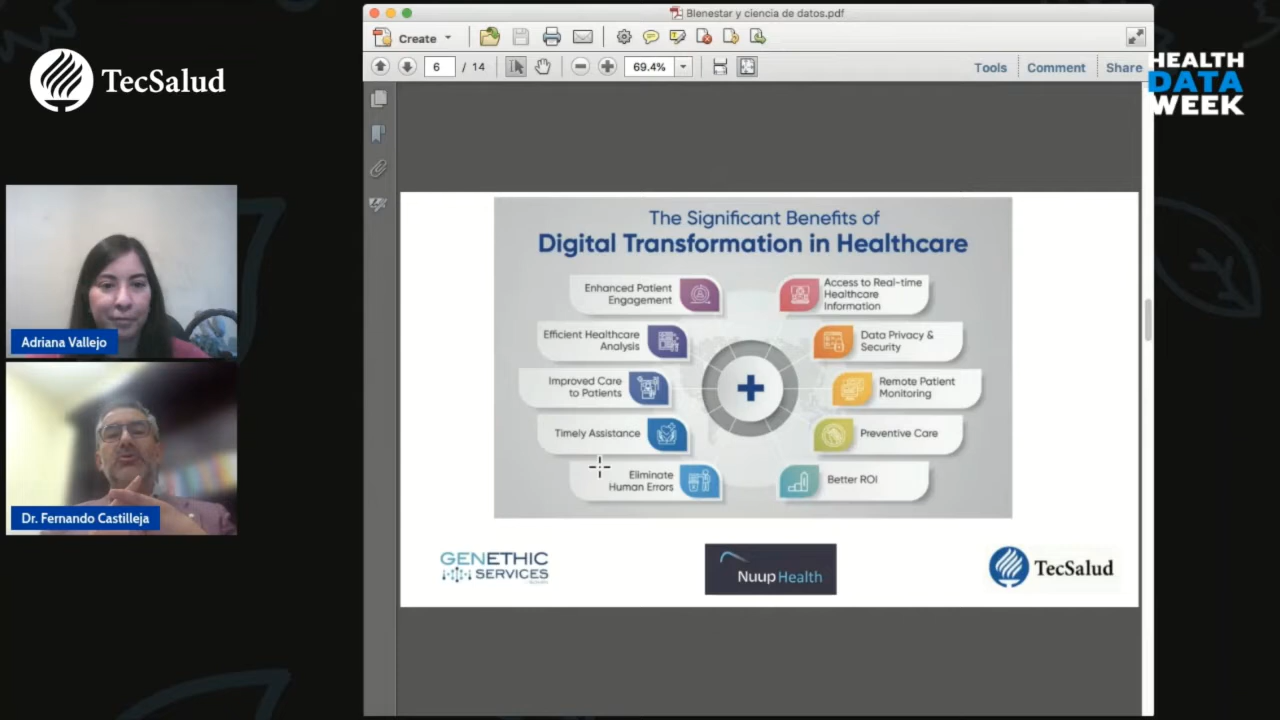 TecSalud
Bienestar y ciencia de datos.pdf
Create
6 / 14
69.4%
Tools
Comment
Share
HEALTH
DATA
WEEK
Adriana Vallejo
Dr. Fernando Castilleja
The Significant Benefits of
Digital Transformation in Healthcare
Enhanced Patient
Engagement
Efficient Healthcare
Analysis
Improved Care
to Patients
Timely Assistance
Eliminate
Human Errors
Access to Real-time
Healthcare
Information
Data Privacy &
Security
Remote Patient
Monitoring
Preventive Care
Better ROI
GENETHIC
SERVICES
Nuup Health
TecSalud